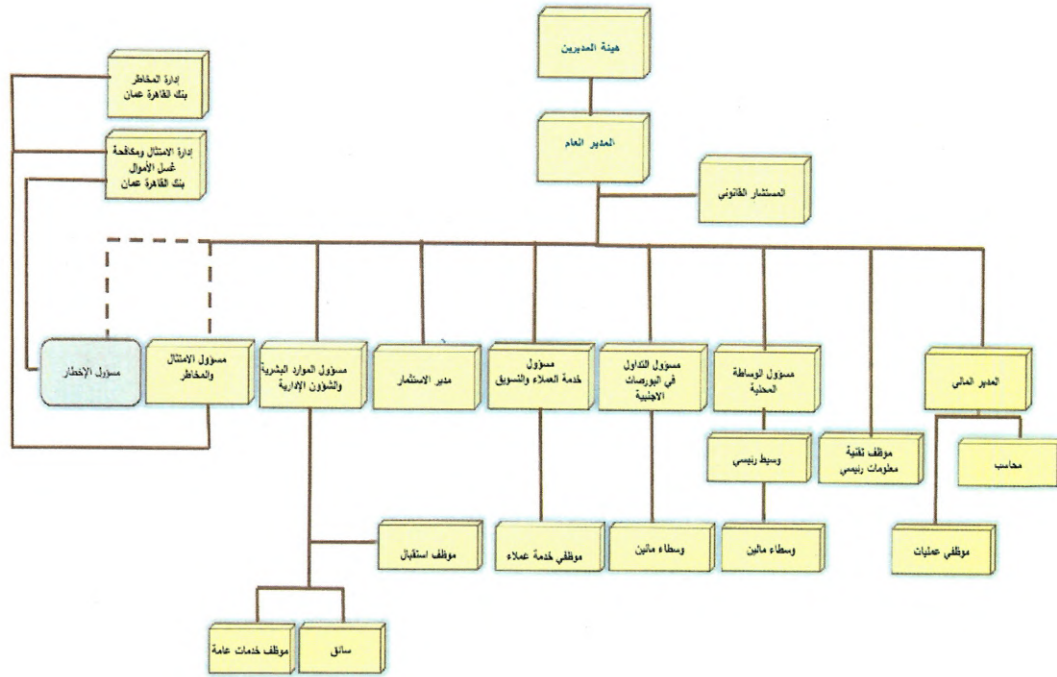 هيئة المديرين
المدير العام
المستشار القانوني
إدارة المخاطر
بنك القاهرة عمان
إدارة الامتثال ومكافحة
غسل الأموال
بنك القاهرة عمان
المدير المالي
مسؤول الوساطة
المحلية
مسؤول التداول
في البورصات
الاجنبية
مسؤول
خدمة العملاء والتسويق
مدير الاستثمار
مسؤول الموارد البشرية
والشؤون الإدارية
مسؤول الامتثال
والمخاطر
مسؤول الإخطار
محاسب
موظف تقنية
معلومات رئيسي
وسيط رئيسي
موظفي عمليات
وسطاء مالين
وسطاء مالين
موظفي خدمة عملاء
موظف استقبال
سائق
موظف خدمات عامة